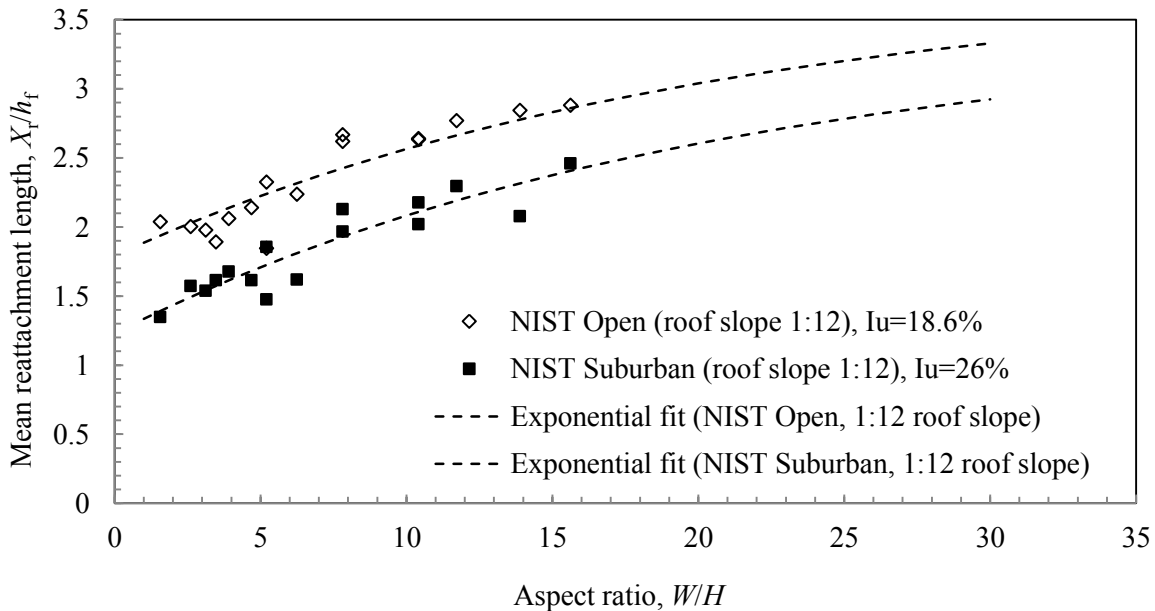 3.5
3
2.5
2
1.5
1
0.5
0
Mean reattachment length, Xr/hf
NIST Open (roof slope 1:12), Iu=18.6%
NIST Suburban (roof slope 1:12), Iu=26%
Exponential fit (NIST Open, 1:12 roof slope)
Exponential fit (NIST Suburban, 1:12 roof slope)
0 5 10 15 20 25 30 35
Aspect ratio, W/H